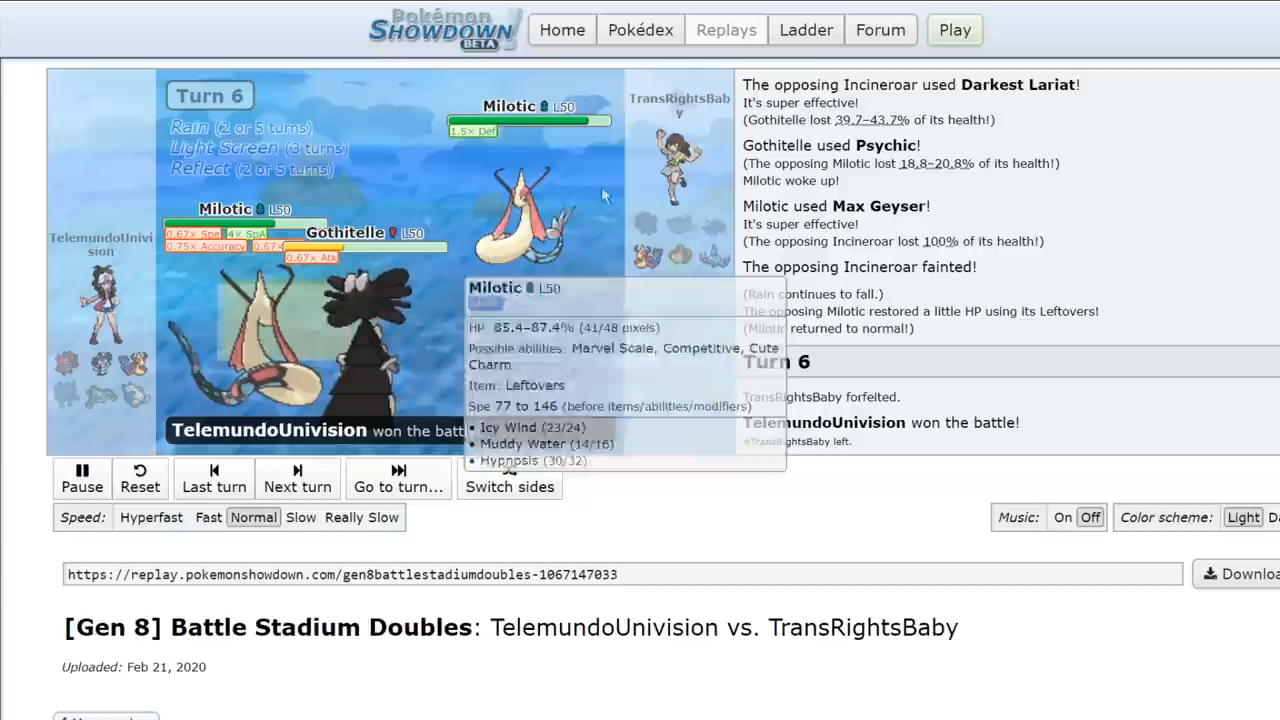 Pokémon
SHOWDOWN
BETA
Home
Pokédex
Replays
Ladder
Forum
Play
Turn 6
Rain (2 or 5 turns)
Light Screen (3 turns)
Reflect (2 or 5 turns)
Milotic L50
1.5× Def
TransRightsBab
y
TelemundoUnivi
sion
Milotic L50
0.67× Spe 4× SpA
0.75× Accuracy 0.67×
Gothitelle L50
0.67× Atk
Milotic L50
HP: 85.4–87.4% (41/48 pixels)
Possible abilities: Marvel Scale, Competitive, Cute
Charm
Item: Leftovers
Spe 77 to 146 (before items/abilities/modifiers)
• Icy Wind (23/24)
• Muddy Water (14/16)
• Hypnosis (30/32)
TelemundoUnivision won the batt
The opposing Incineroar used Darkest Lariat!
It's super effective!
(Gothitelle lost 39.7–43.7% of its health!)
Gothitelle used Psychic!
(The opposing Milotic lost 18.8–20.8% of its health!)
Milotic woke up!
Milotic used Max Geyser!
It's super effective!
(The opposing Incineroar lost 100% of its health!)
The opposing Incineroar fainted!
(Rain continues to fall.)
The opposing Milotic restored a little HP using its Leftovers!
(Milotic returned to normal!)
Turn 6
TransRightsBaby forfeited.
TelemundoUnivision won the battle!
☆TransRightsBaby left.
Pause
Reset
Last turn
Next turn
Go to turn...
Switch sides
Speed: Hyperfast Fast Normal Slow Really Slow
Music: On Off
Color scheme: Light Da
https://replay.pokemonshowdown.com/gen8battlestadiumdoubles-1067147033
Downloa
[Gen 8] Battle Stadium Doubles: TelemundoUnivision vs. TransRightsBaby
Uploaded: Feb 21, 2020